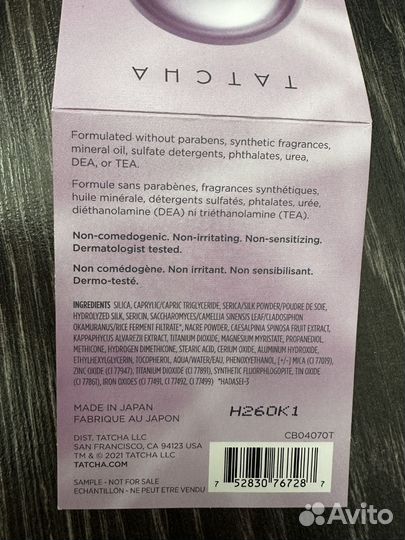 TATCHA
Formulated without parabens, synthetic fragrances,
mineral oil, sulfate detergents, phthalates, urea,
DEA, or TEA.
Formule sans parabènes, fragrances synthétiques,
huile minérale, détergents sulfatés, phthalates, urée,
diéthanolamine (DEA) ni triéthanolamine (TEA).
Non-comedogenic. Non-irritating. Non-sensitizing.
Dermatologist tested.
Non comédogène. Non irritant. Non sensibilisant.
Dermo-testé.
INGREDIENTS SILICA, CAPRYLIC/CAPRIC TRIGLYCERIDE, SERICA/SILK POWDER/POUDRE DE SOIE,
HYDROLYZED SILK, SERICIN, SACCHAROMYCES/CAMELLIA SINENSIS LEAF/CLADOSIPHON
OKAMURANUS/RICE FERMENT FILTRATE*, NACRE POWDER, CAESALPINIA SPINOSA FRUIT EXTRACT,
KAPPAPHYCUS ALVAREZII EXTRACT, TITANIUM DIOXIDE, MAGNESIUM MYRISTATE, PROPANEDIOL,
METHICONE, HYDROGEN DIMETHICONE, STEARIC ACID, CERIUM OXIDE, ALUMINUM HYDROXIDE,
ETHYLHEXYLGLYCERIN, TOCOPHEROL, AQUA/WATER/EAU, PHENOXYETHANOL, [+/-] MICA (CI 77019),
ZINC OXIDE (CI 77947), TITANIUM DIOXIDE (CI 77891), SYNTHETIC FLUORPHLOGOPITE, TIN OXIDE
(CI 77861), IRON OXIDES (CI 77491, CI 77492, CI 77499) *HADASEI-3
MADE IN JAPAN
FABRIQUÉ AU JAPON
H260K1
DIST. TATCHA LLC
SAN FRANCISCO, CA 94123 USA
TM & © 2021 TATCHA LLC
TATCHA.COM
CB04070T
SAMPLE - NOT FOR SALE
ÉCHANTILLON - NE PEUT ÊTRE VENDU
7 52830 76728 7
Avito